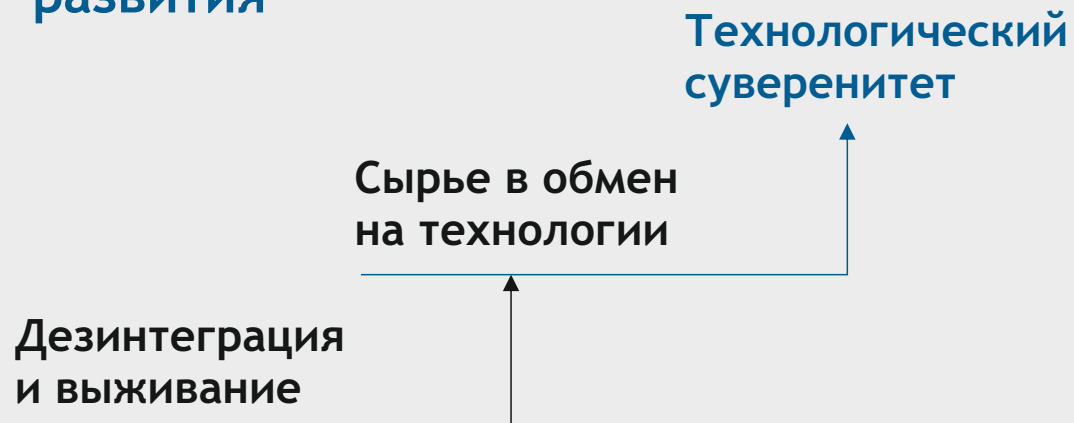 развития
Технологический
суверенитет
Сырье в обмен
на технологии
Дезинтеграция
и выживание